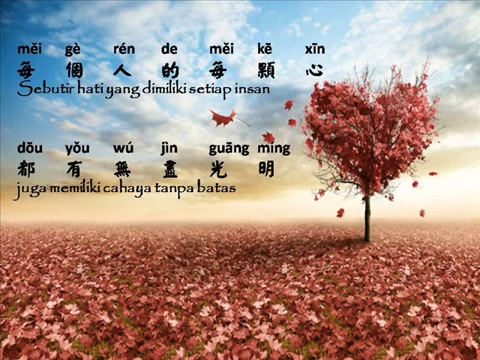 měi gè rén de měi kē xīn
每個人的每顆心
Sebutir hati yang dimiliki setiap insan
dōu yǒu wú jìn guāng míng
都有無盡光明
juga memiliki cahaya tanpa batas